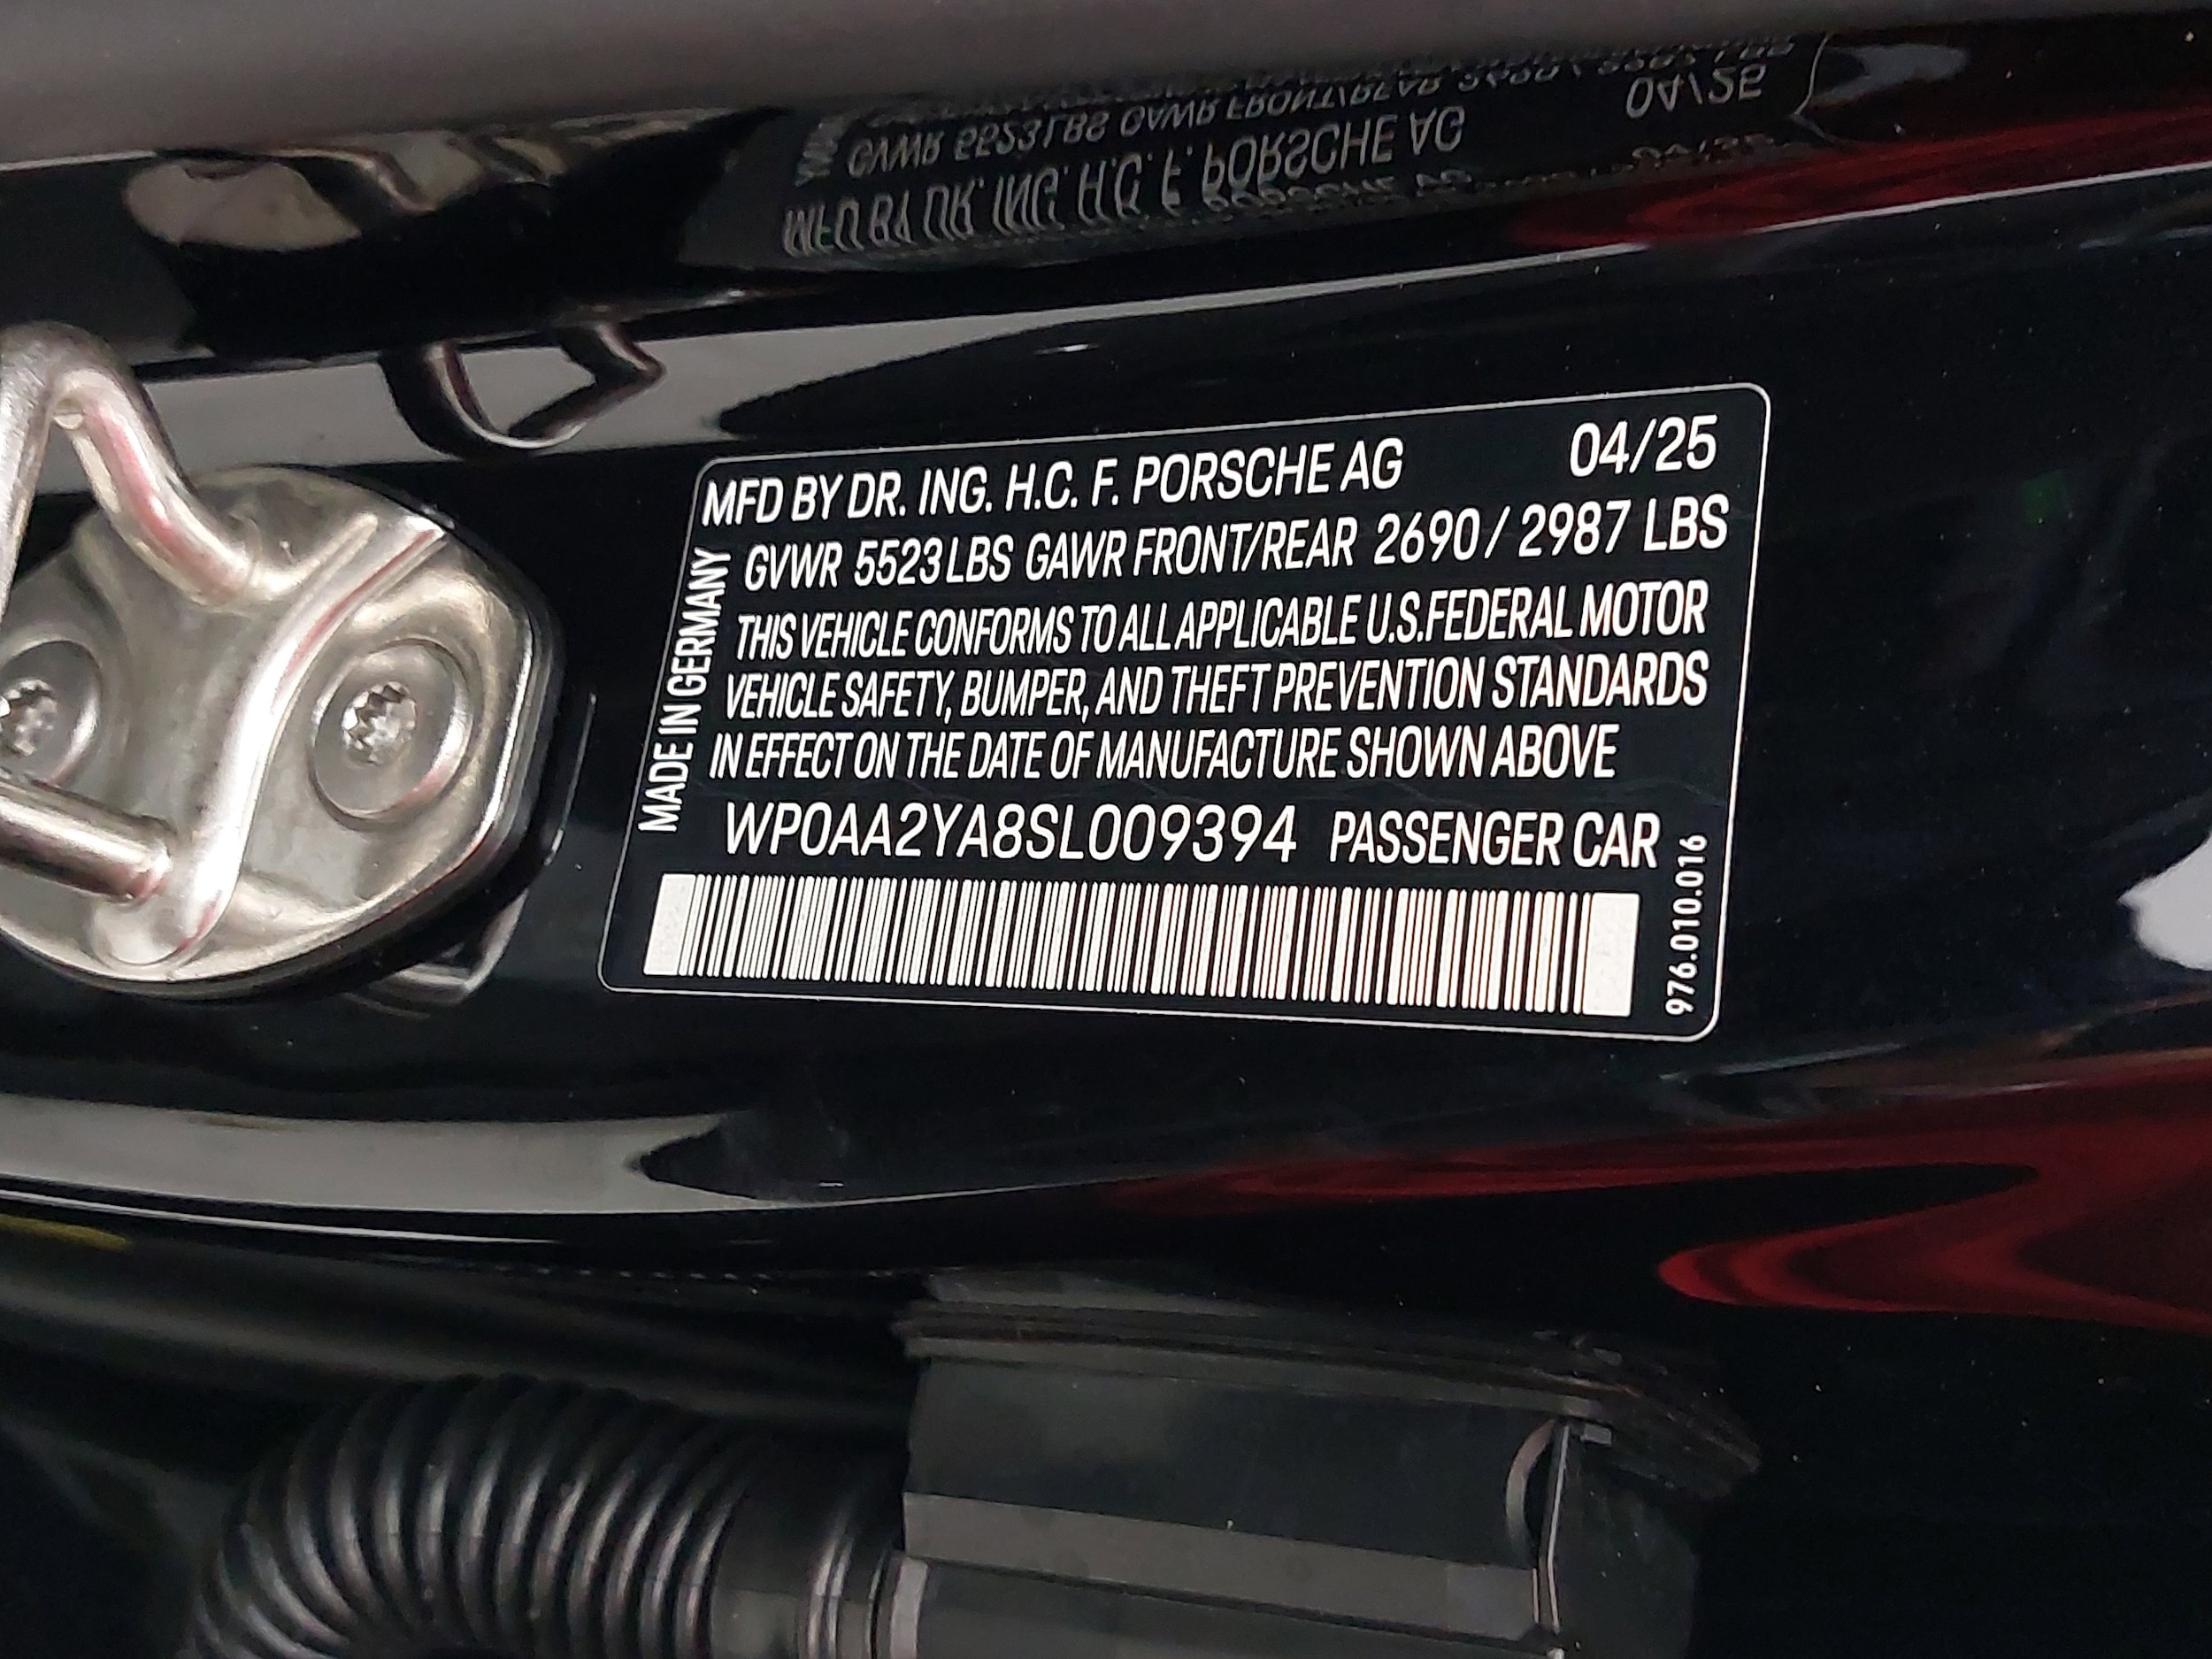 MFD BY DR. ING. H.C. F. PORSCHE AG 04/25
GVWR 5523 LBS GAWR FRONT/REAR 2690 / 2987 LBS
MADE IN GERMANY
THIS VEHICLE CONFORMS TO ALL APPLICABLE U.S. FEDERAL MOTOR
VEHICLE SAFETY, BUMPER, AND THEFT PREVENTION STANDARDS
IN EFFECT ON THE DATE OF MANUFACTURE SHOWN ABOVE
WP0AA2YA8SL009394 PASSENGER CAR
976.010.016